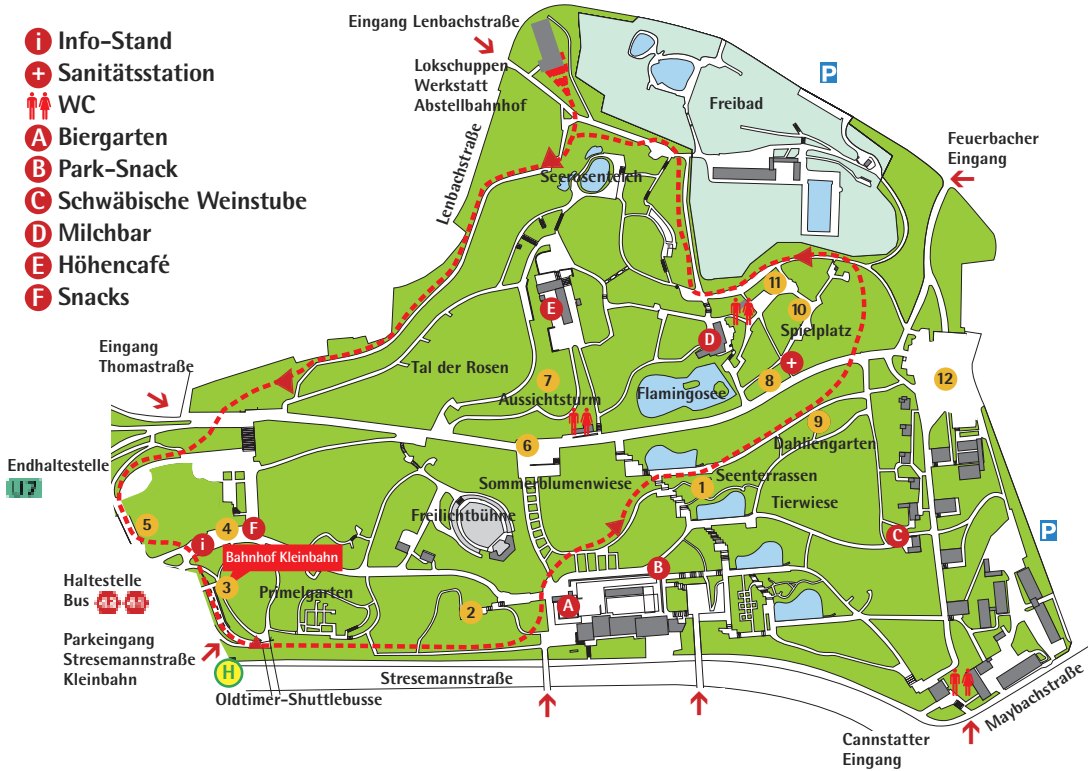 i Info-Stand
+ Sanitätsstation
WC
A Biergarten
B Park-Snack
C Schwäbische Weinstube
D Milchbar
E Höhencafé
F Snacks
Eingang Lenbachstraße
Lokschuppen
Werkstatt
Abstellbahnhof
P
Freibad
Feuerbacher
Eingang
Lenbachstraße
Seerosenteich
11
10
Spielplatz
E
D
+
Eingang
Thomastraße
Tal der Rosen
7
Aussichtsturm
Flamingosee
8
12
6
9
Dahliengarten
Endhaltestelle
U7
Sommerblumenwiese
1
Seenterrassen
Tierwiese
5
4
F
Freilichtbühne
i
C
P
Bahnhof Kleinbahn
B
Haltestelle
Bus
3
Primelgarten
2
A
Parkeingang
Stresemannstraße
Kleinbahn
H
Stresemannstraße
Oldtimer-Shuttlebusse
Maybachstraße
Cannstatter
Eingang